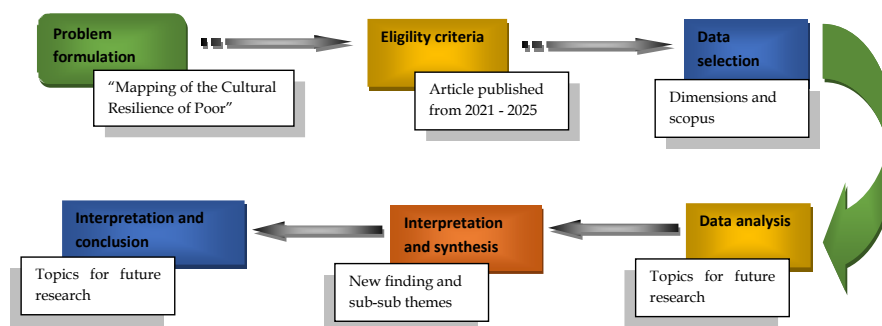 Problem
formulation
"Mapping of the Cultural
Resilience of Poor"
Eligility criteria
Article published
from 2021 - 2025
Data
selection
Dimensions and
scopus
Data analysis
Topics for future
research
Interpretation
and synthesis
New finding and
sub-sub themes
Interpretation and
conclusion
Topics for future
research